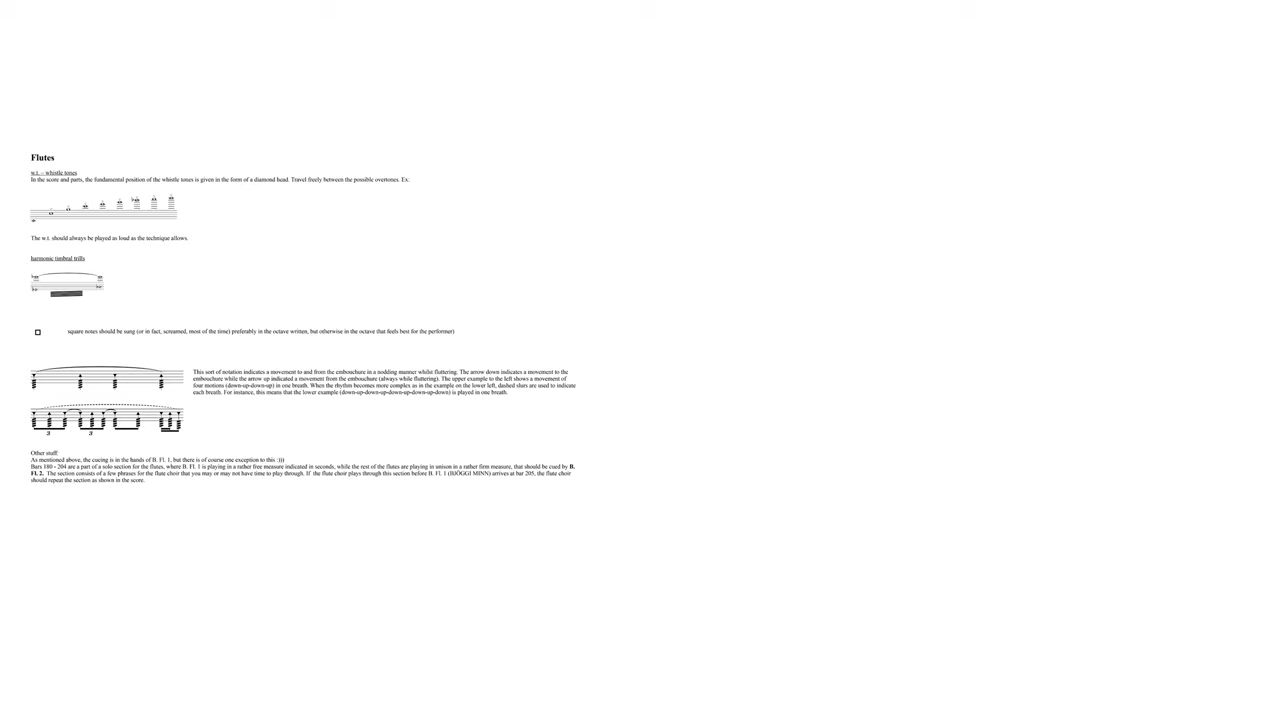 Flutes
w.t. – whistle tones
In the score and parts, the fundamental position of the whistle tones is given in the form of a diamond head. Travel freely between the possible overtones. Ex:
The w.t. should always be played as loud as the technique allows.
harmonic timbral trills
square notes should be sung (or in fact, screamed, most of the time) preferably in the octave written, but otherwise in the octave that feels best for the performer)
This sort of notation indicates a movement to and from the embouchure in a nodding manner whilst fluttering. The arrow down indicates a movement to the
embouchure while the arrow up indicated a movement from the embouchure (always while fluttering). The upper example to the left shows a movement of
four motions (down-up-down-up) in one breath. When the rhythm becomes more complex as in the example on the lower left, dashed slurs are used to indicate
each breath. For instance, this means that the lower example (down-up-down-up-down-up-down-up-down) is played in one breath.
3 3
Other stuff:
As mentioned above, the cueing is in the hands of B. Fl. 1, but there is of course one exception to this :)))
Bars 180 - 204 are a part of a solo section for the flutes, where B. Fl. 1 is playing in a rather free measure indicated in seconds, while the rest of the flutes are playing in unison in a rather firm measure, that should be cued by B.
Fl. 2. The section consists of a few phrases for the flute choir that you may or may not have time to play through. If the flute choir plays through this section before B. Fl. 1 (BJÖGGI MINN) arrives at bar 205, the flute choir
should repeat the section as shown in the score.